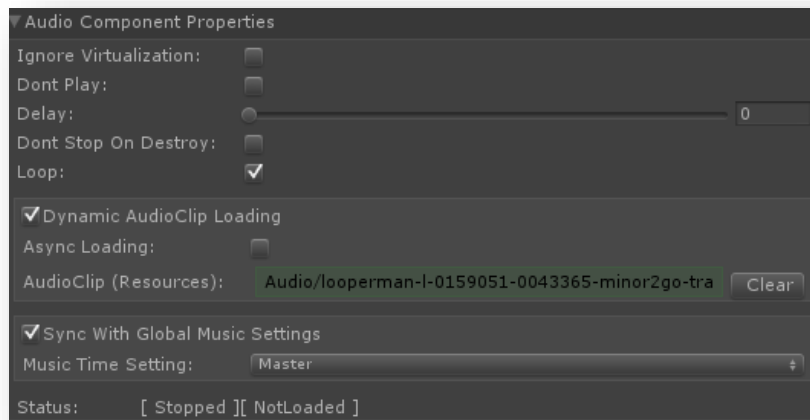 Audio Component Properties
Ignore Virtualization:
Dont Play:
Delay: 0
Dont Stop On Destroy:
Loop:
Dynamic AudioClip Loading
Async Loading:
AudioClip (Resources): Audio/looperman-l-0159051-0043365-minor2go-tra Clear
Sync With Global Music Settings
Music Time Setting: Master
Status: [ Stopped ][ NotLoaded ]